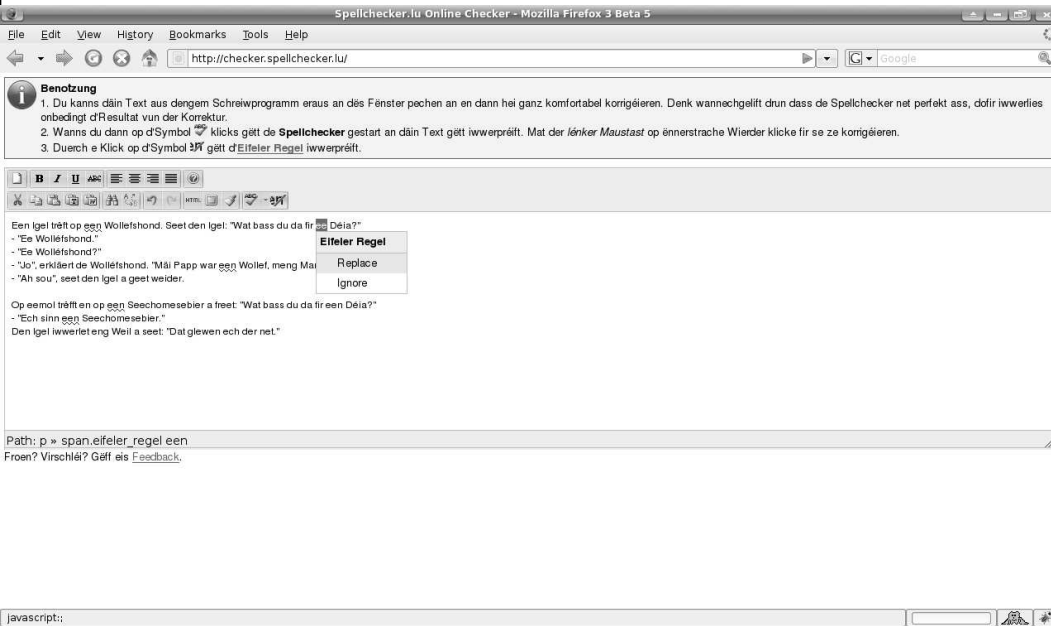 Spellchecker.lu Online Checker - Mozilla Firefox 3 Beta 5
File Edit View History Bookmarks Tools Help
http://checker.spellchecker.lu/ G Google
Benotzung
1. Du kanns däin Text aus dengem Schreiwprogramm eraus an dës Fënster pechen an en dann hei ganz komfortabel korrigéieren. Denk wannechgelift drun dass de Spellchecker net perfekt ass, dofir iwwerlies
onbedingt d'Resultat vun der Korrektur.
2. Wanns du dann op d'Symbol ABC klicks gëtt de Spellchecker gestart an däin Text gëtt iwwerpréift. Mat der lénker Maustast op ënnerstrache Wierder klicke fir se ze korrigéieren.
3. Duerch e Klick op d'Symbol gëtt d'Eifeler Regel iwwerpréift.
B I U ABC
HTML ABC
Een Igel trëft op een Wollefshond. Seet den Igel: "Wat bass du da fir ee Déia?"
- "Ee Wolléfshond."
- "Ee Wolléfshond?"
- "Jo", erkläert de Wolléfshond. "Mäi Papp war een Wollef, meng
- "Ah sou", seet den Igel a geet weider.
Eifeler Regel
Replace
Ignore
Op eemol trëfft en op een Seechomesebier a freet: "Wat bass du da fir een Déia?"
- "Ech sinn een Seechomesebier."
Den Igel iwwerlet eng Weil a seet: "Dat glewen ech der net."
Path: p » span.eifeler_regel een
Froen? Virschléi? Gëff eis Feedback.
javascript:;